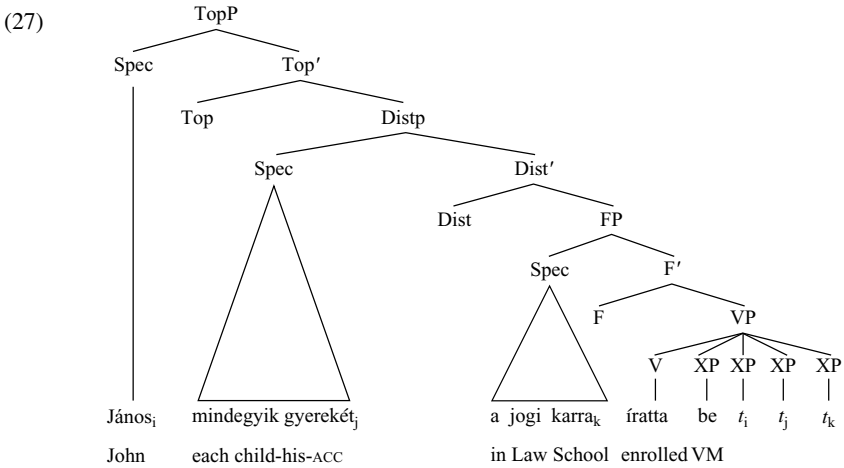 (27)
TopP
Spec Top′
Top Distp
Spec Dist′
Dist FP
Spec F′
F VP
V XP XP XP XP
Jánosi mindegyik gyerekétj a jogi karrak íratta be ti tj tk
John each child-his-ACC in Law School enrolled VM